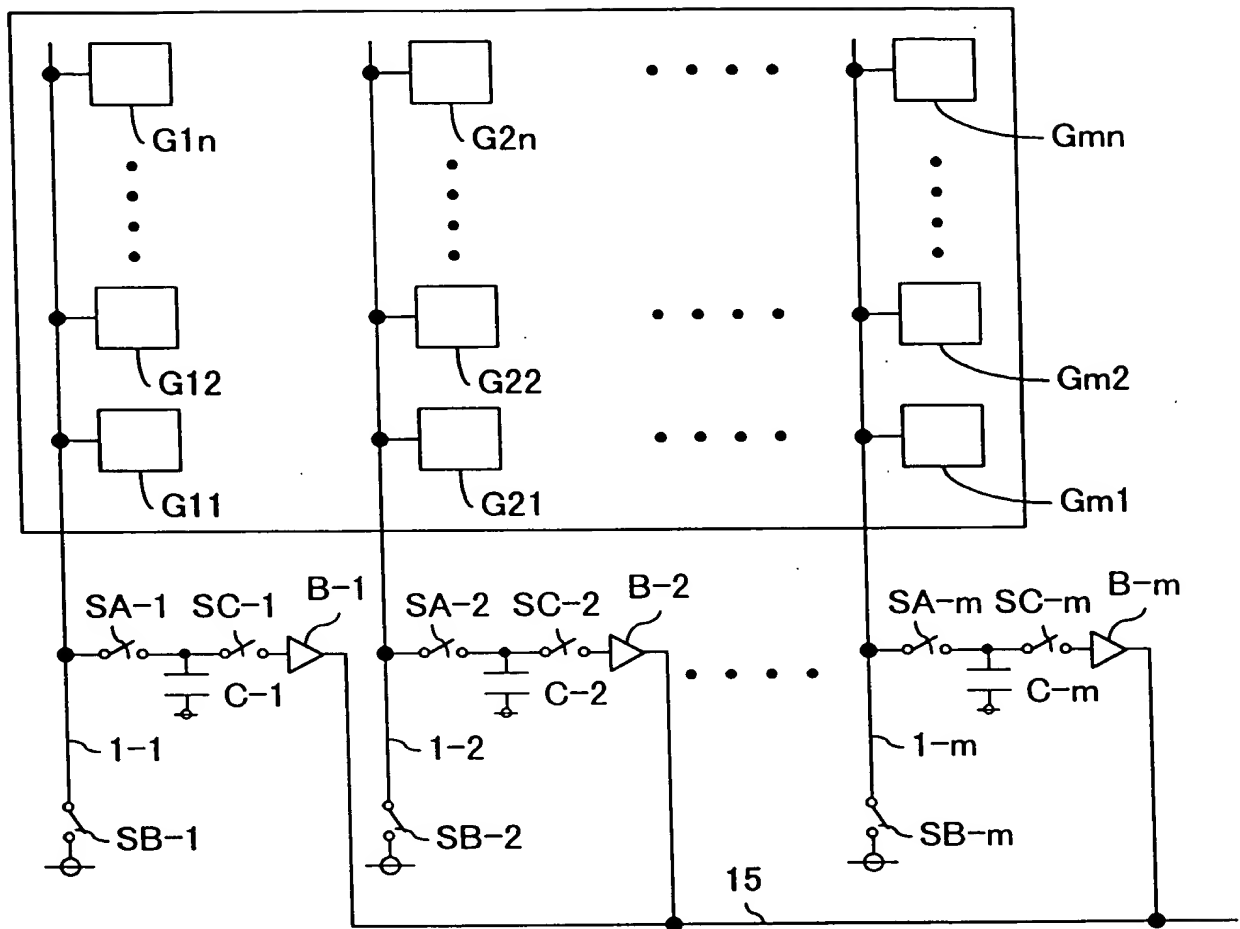 G1n G2n Gmn
G12 G22 Gm2
G11 G21 Gm1
SA-1 SC-1 B-1 SA-2 SC-2 B-2 SA-m SC-m B-m
C-1 C-2 C-m
1-1 1-2 1-m
SB-1 SB-2 SB-m
15